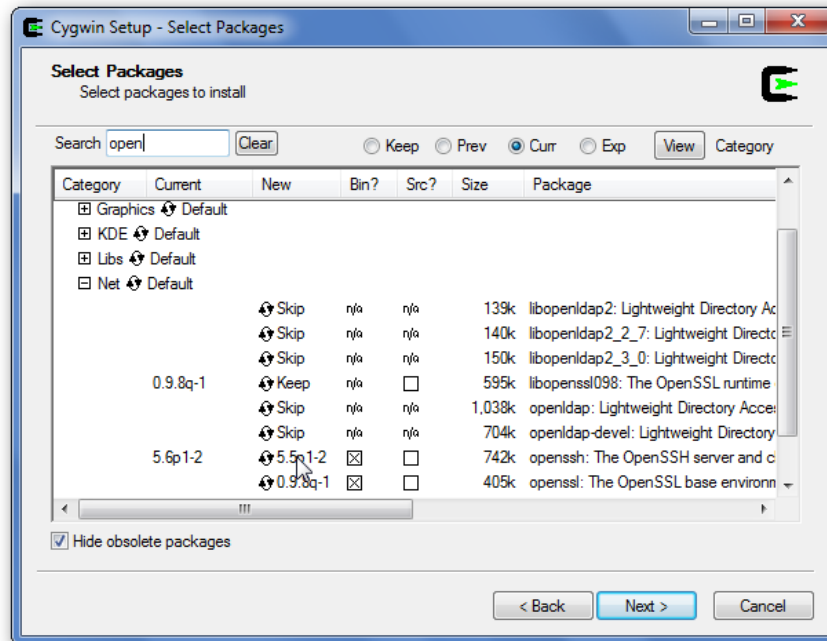 Cygwin Setup - Select Packages
Select Packages
Select packages to install
Search open Clear Keep Prev Curr Exp View Category
Category Current New Bin? Src? Size Package
Graphics Default
KDE Default
Libs Default
Net Default
Skip n/a n/a 139k libopenldap2: Lightweight Directory Ac
Skip n/a n/a 140k libopenldap2_2_7: Lightweight Directo
Skip n/a n/a 150k libopenldap2_3_0: Lightweight Directo
0.9.8q-1 Keep n/a 595k libopenssl098: The OpenSSL runtime
Skip n/a n/a 1,038k openldap: Lightweight Directory Acce
Skip n/a n/a 704k openldap-devel: Lightweight Directory
5.6p1-2 5.5p1-2 742k openssh: The OpenSSH server and c
0.9.8q-1 405k openssl: The OpenSSL base environm
Hide obsolete packages
< Back Next > Cancel